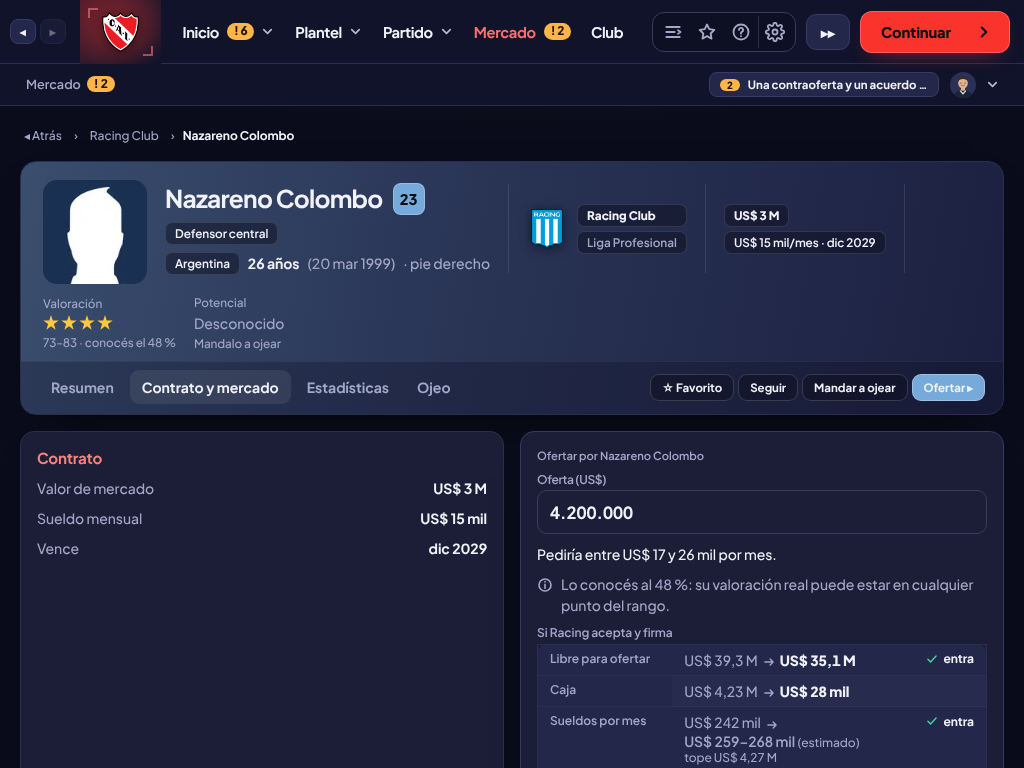 Inicio ! 6 Plantel Partido Mercado ! 2 Club Continuar
Mercado ! 2
2 Una contraoferta y un acuerdo ...
Atrás › Racing Club › Nazareno Colombo
Nazareno Colombo 23
Defensor central
Argentina 26 años (20 mar 1999) · pie derecho
RACING
Racing Club
Liga Profesional
US$ 3 M
US$ 15 mil/mes · dic 2029
Valoración
★★★★
73–83 · conocés el 48 %
Potencial
Desconocido
Mandalo a ojear
Resumen Contrato y mercado Estadísticas Ojeo
☆ Favorito Seguir Mandar a ojear Ofertar ▸
Contrato
Valor de mercado US$ 3 M
Sueldo mensual US$ 15 mil
Vence dic 2029
Ofertar por Nazareno Colombo
Oferta (US$)
4.200.000
Pediría entre US$ 17 y 26 mil por mes.
Lo conocés al 48 %: su valoración real puede estar en cualquier
punto del rango.
Si Racing acepta y firma
Libre para ofertar US$ 39,3 M → US$ 35,1 M ✓ entra
Caja US$ 4,23 M → US$ 28 mil
Sueldos por mes US$ 242 mil → ✓ entra
US$ 259–268 mil (estimado)
tope US$ 4,27 M